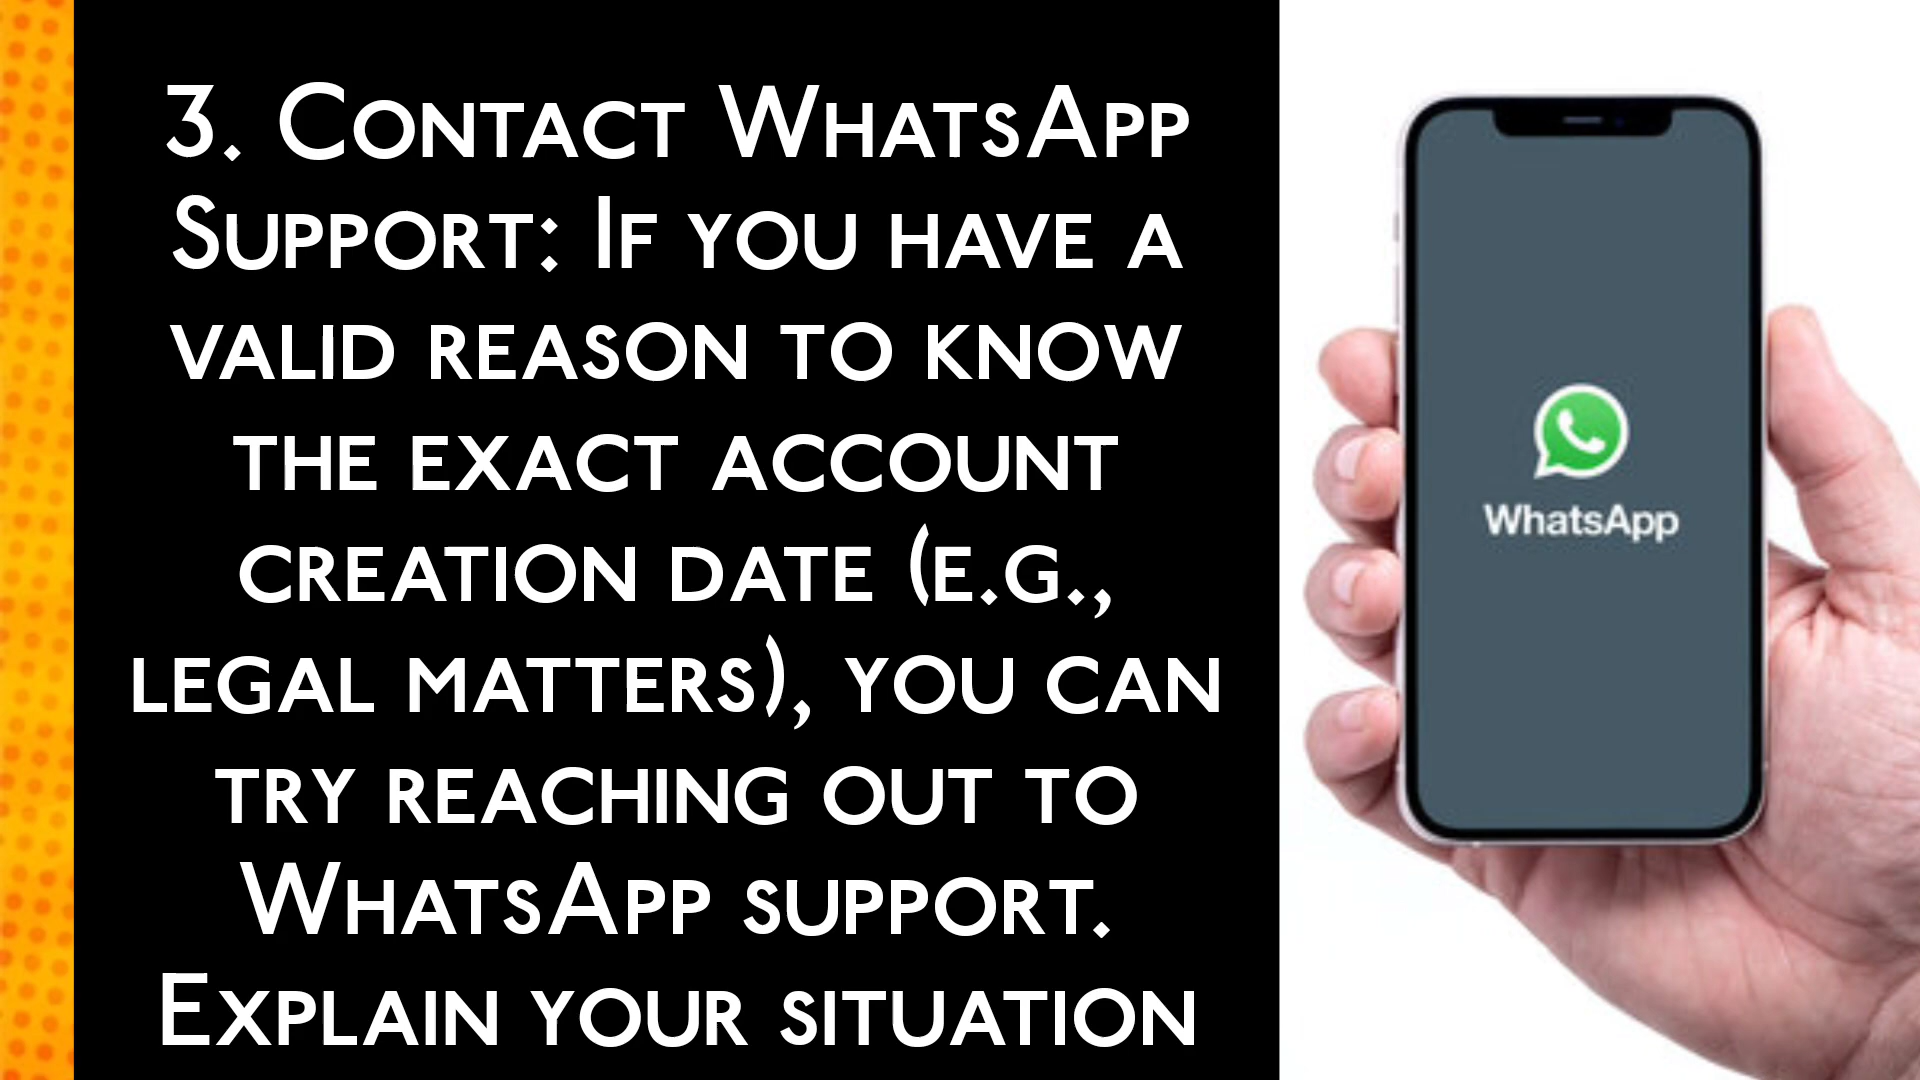 3. Contact WhatsApp
Support: If you have a
valid reason to know
the exact account
creation date (e.g.,
legal matters), you can
try reaching out to
WhatsApp support.
Explain your situation
WhatsApp